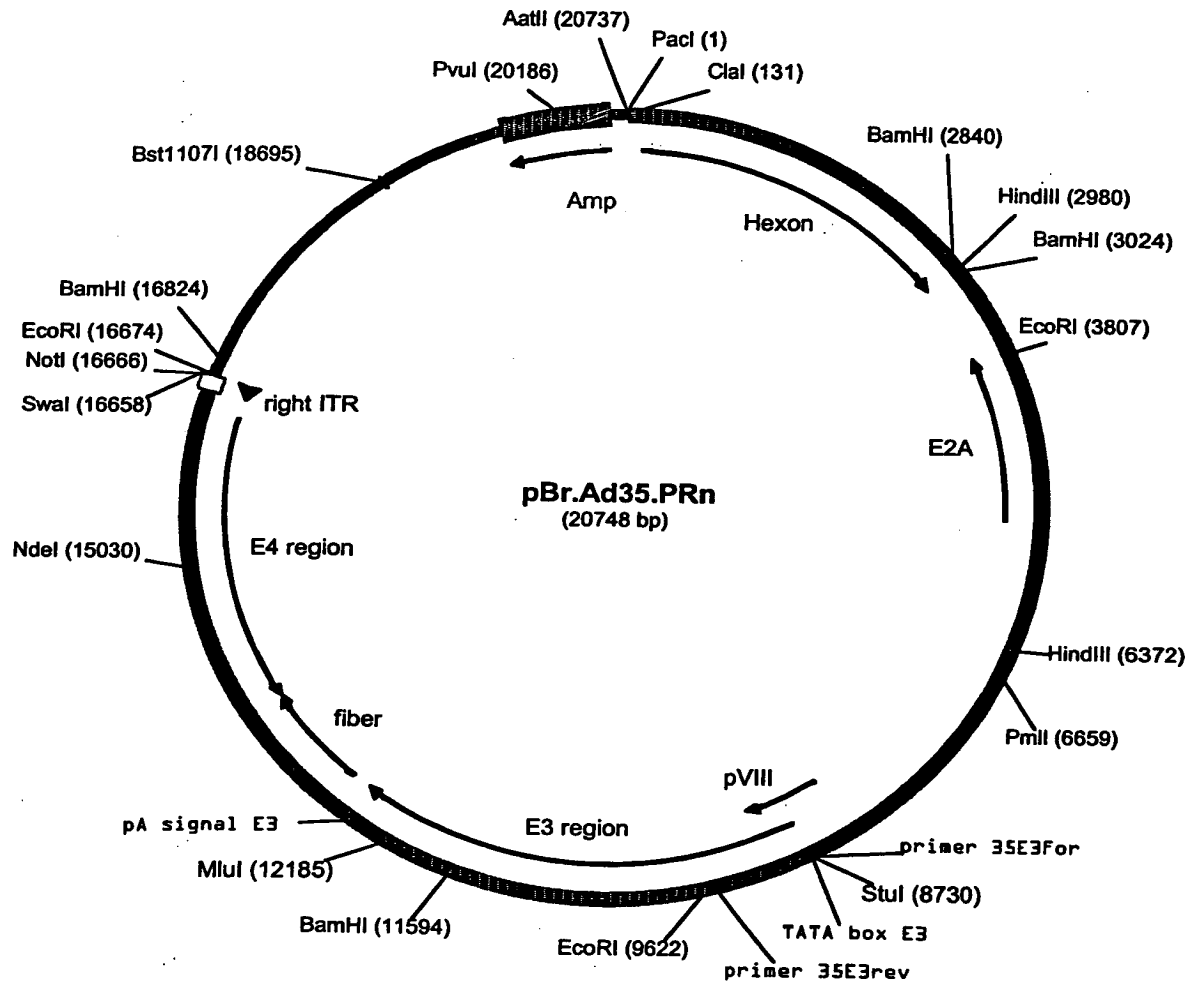 AatII (20737)
PacI (1)
PvuI (20186)
ClaI (131)
BamHI (2840)
Bst1107I (18695)
HindIII (2980)
Amp
Hexon
BamHI (3024)
BamHI (16824)
EcoRI (16674)
EcoRI (3807)
NotI (16666)
SwaI (16658)
right ITR
E2A
pBr.Ad35.PRn
(20748 bp)
NdeI (15030)
E4 region
HindIII (6372)
fiber
PmlI (6659)
pVIII
pA signal E3
E3 region
primer 35E3For
MluI (12185)
StuI (8730)
BamHI (11594)
TATA box E3
EcoRI (9622)
primer 35E3rev